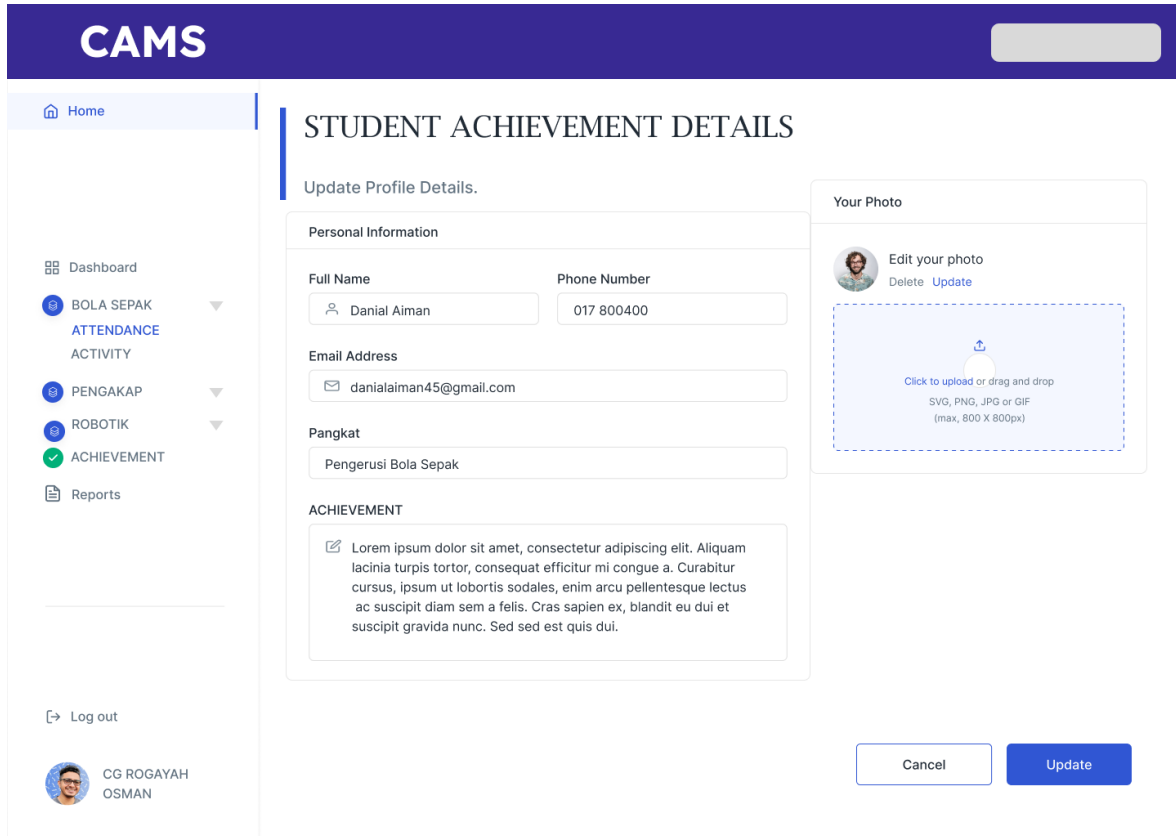 CAMS
Home
Dashboard
BOLA SEPAK
ATTENDANCE
ACTIVITY
PENGAKAP
ROBOTIK
ACHIEVEMENT
Reports
Log out
CG ROGAYAH
OSMAN
STUDENT ACHIEVEMENT DETAILS
Update Profile Details.
Personal Information
Full Name
Danial Aiman
Phone Number
017 800400
Email Address
danialaiman45@gmail.com
Pangkat
Pengerusi Bola Sepak
ACHIEVEMENT
Lorem ipsum dolor sit amet, consectetur adipiscing elit. Aliquam
lacinia turpis tortor, consequat efficitur mi congue a. Curabitur
cursus, ipsum ut lobortis sodales, enim arcu pellentesque lectus
ac suscipit diam sem a felis. Cras sapien ex, blandit eu dui et
suscipit gravida nunc. Sed sed est quis dui.
Your Photo
Edit your photo
Delete Update
Click to upload or drag and drop
SVG, PNG, JPG or GIF
(max, 800 X 800px)
Cancel
Update